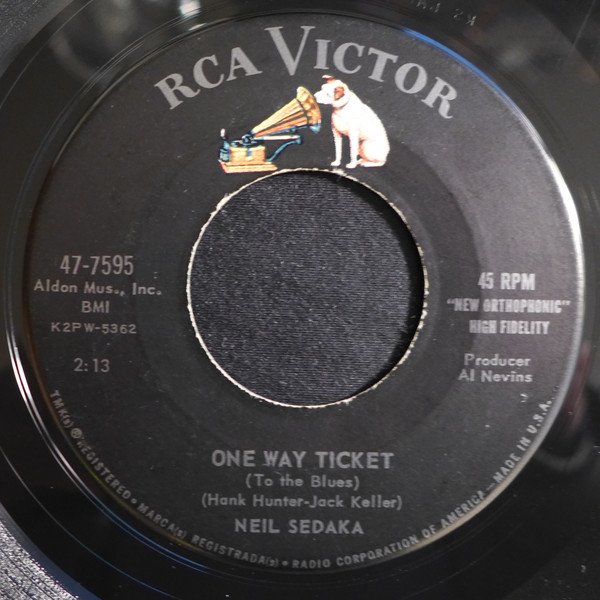 RCA VICTOR
47-7595
Aldon Mus., Inc.
BMI
K2PW-5362
2:13
45 RPM
"NEW ORTHOPHONIC"
HIGH FIDELITY
Producer
Al Nevins
ONE WAY TICKET
(To the Blues)
(Hank Hunter-Jack Keller)
NEIL SEDAKA
TMK(s) ® REGISTERED • MARCA(s) REGISTRADA(s) • RADIO CORPORATION OF AMERICA—MADE IN U.S.A.